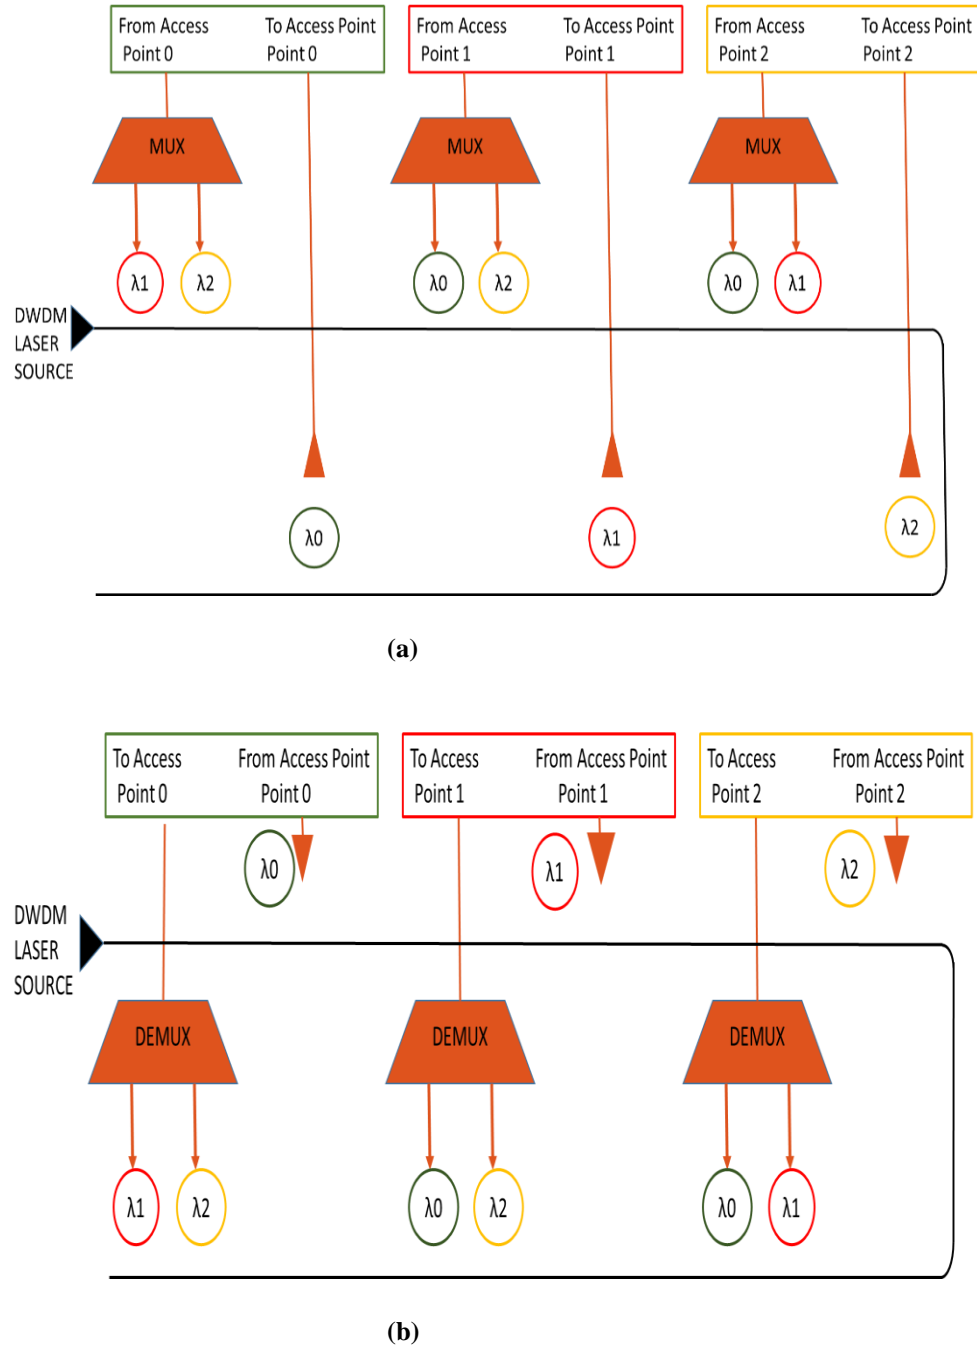 From Access To Access Point From Access To Access Point From Access To Access Point
Point 0 Point 0 Point 1 Point 1 Point 2 Point 2
MUX MUX MUX
λ1 λ2 λ0 λ2 λ0 λ1
DWDM
LASER
SOURCE
λ0 λ1 λ2
(a)
To Access From Access Point To Access From Access Point To Access From Access Point
Point 0 Point 0 Point 1 Point 1 Point 2 Point 2
λ0 λ1 λ2
DWDM
LASER
SOURCE
DEMUX DEMUX DEMUX
λ1 λ2 λ0 λ2 λ0 λ1
(b)